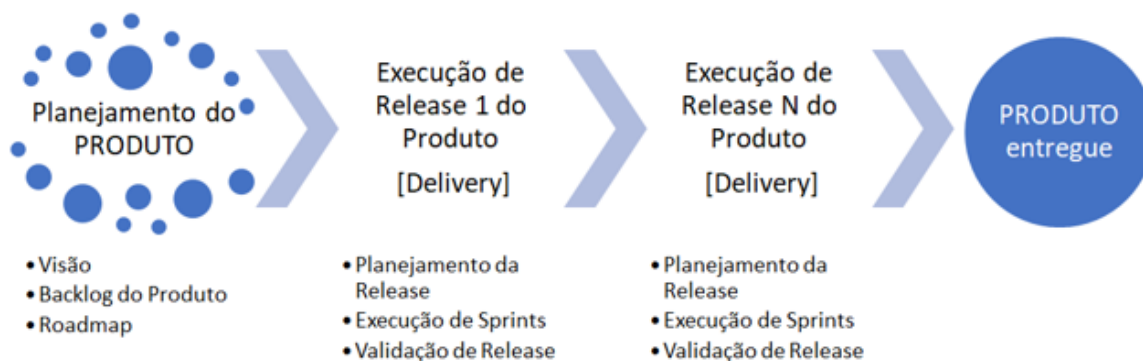 Planejamento do
PRODUTO
• Visão
• Backlog do Produto
• Roadmap
Execução de
Release 1 do
Produto
[Delivery]
• Planejamento da
Release
• Execução de Sprints
• Validação de Release
Execução de
Release N do
Produto
[Delivery]
• Planejamento da
Release
• Execução de Sprints
• Validação de Release
PRODUTO
entregue